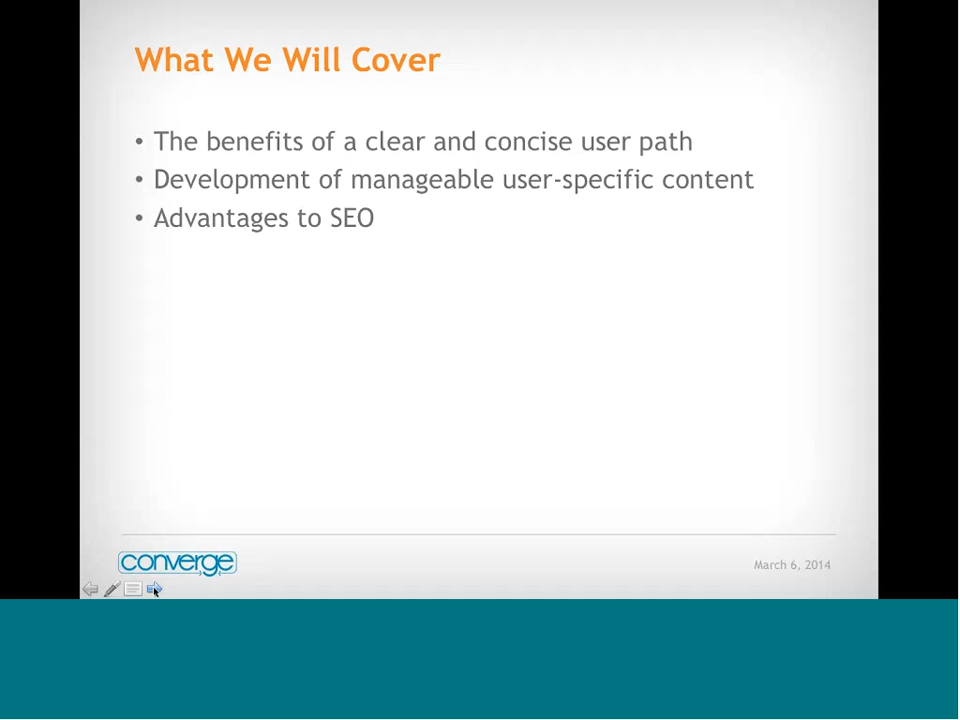 What We Will Cover
• The benefits of a clear and concise user path
• Development of manageable user-specific content
• Advantages to SEO
converge
March 6, 2014